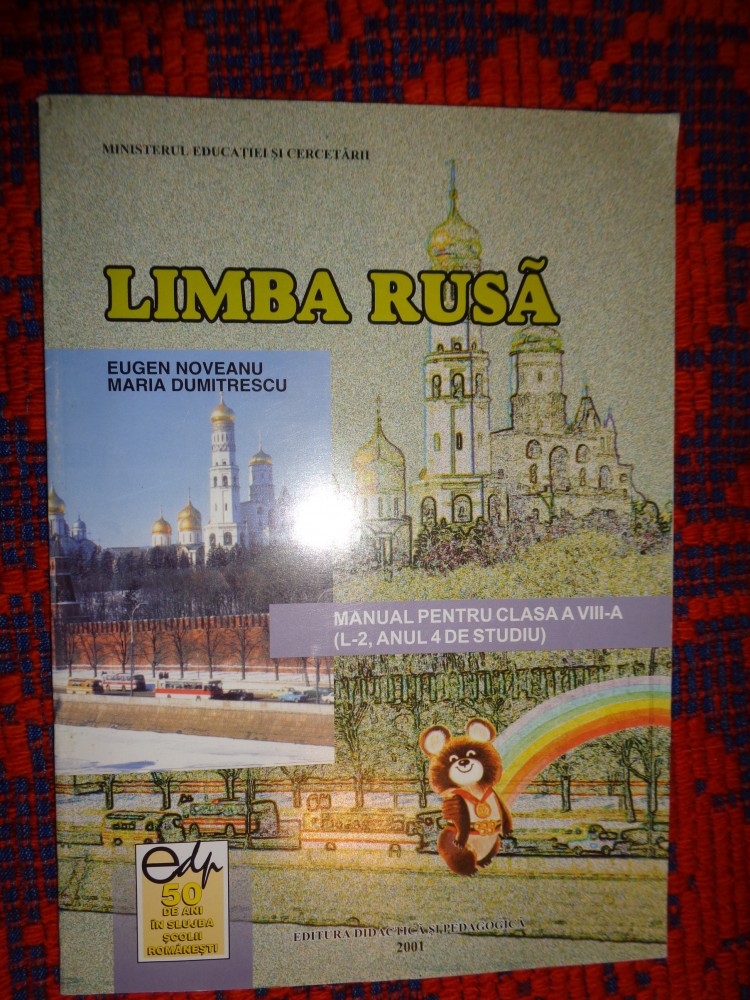 MINISTERUL EDUCAȚIEI ȘI CERCETĂRII
LIMBA RUSĂ
EUGEN NOVEANU
MARIA DUMITRESCU
MANUAL PENTRU CLASA A VIII-A
(L-2, ANUL 4 DE STUDIU)
edp
50
DE ANI
ÎN SLUJBA
ȘCOLII
ROMÂNEȘTI
EDITURA DIDACTICĂ ȘI PEDAGOGICĂ
2001